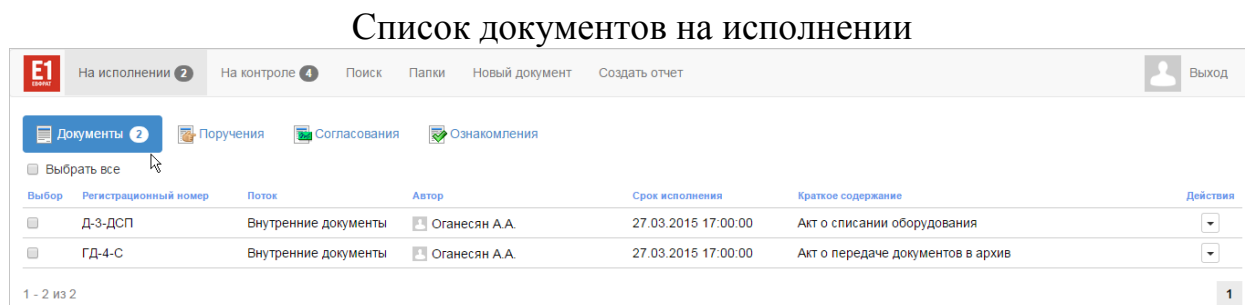 Список документов на исполнении
E1 ЕВФРАТ На исполнении 2 На контроле 4 Поиск Папки Новый документ Создать отчет Выход
Документы 2 Поручения Согласования Ознакомления
Выбрать все
Выбор Регистрационный номер Поток Автор Срок исполнения Краткое содержание Действия
Д-3-ДСП Внутренние документы Оганесян А.А. 27.03.2015 17:00:00 Акт о списании оборудования
ГД-4-С Внутренние документы Оганесян А.А. 27.03.2015 17:00:00 Акт о передаче документов в архив
1 - 2 из 2 1